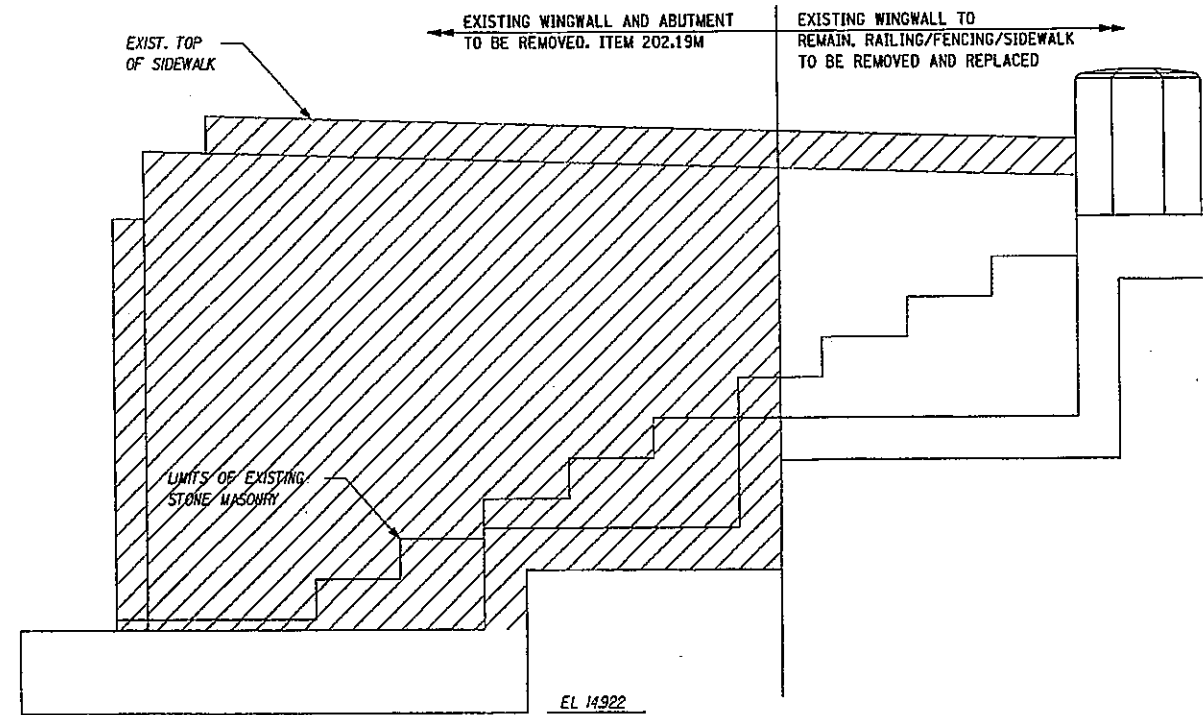 EXISTING WINGWALL AND ABUTMENT
TO BE REMOVED. ITEM 202.19M
EXISTING WINGWALL TO
REMAIN. RAILING/FENCING/SIDEWALK
TO BE REMOVED AND REPLACED
EXIST. TOP
OF SIDEWALK
LIMITS OF EXISTING
STONE MASONRY
EL 14922